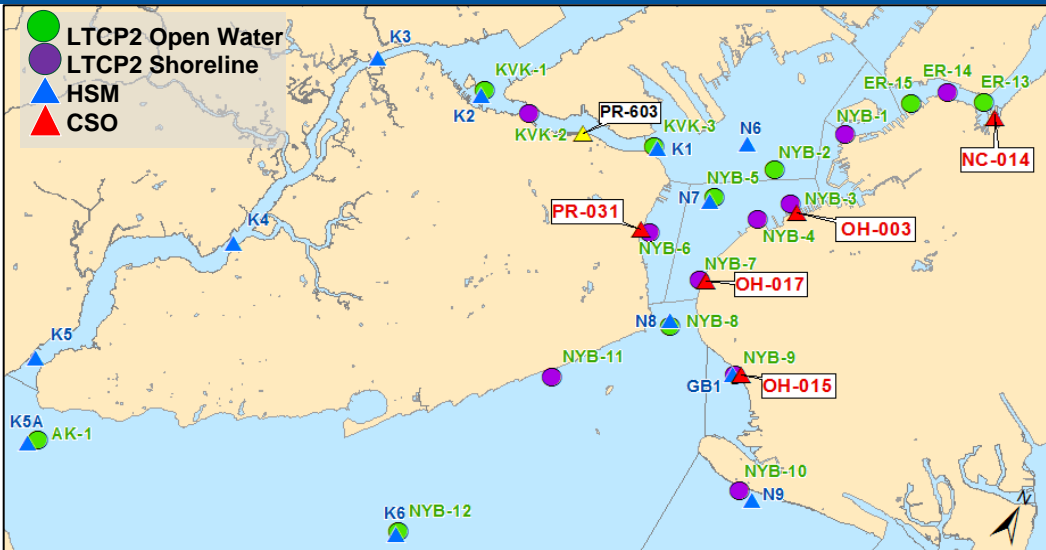 LTCP2 Open Water
LTCP2 Shoreline
HSM
CSO
K3
KVK-1
K2
KVK-2
PR-603
KVK-3
K1
N6
NYB-1
ER-15
ER-14
ER-13
NC-014
NYB-2
NYB-5
N7
NYB-3
NYB-4
OH-003
PR-031
NYB-6
K4
NYB-7
OH-017
N8
NYB-8
K5
NYB-11
NYB-9
GB1
OH-015
K5A
AK-1
NYB-10
N9
K6
NYB-12
N